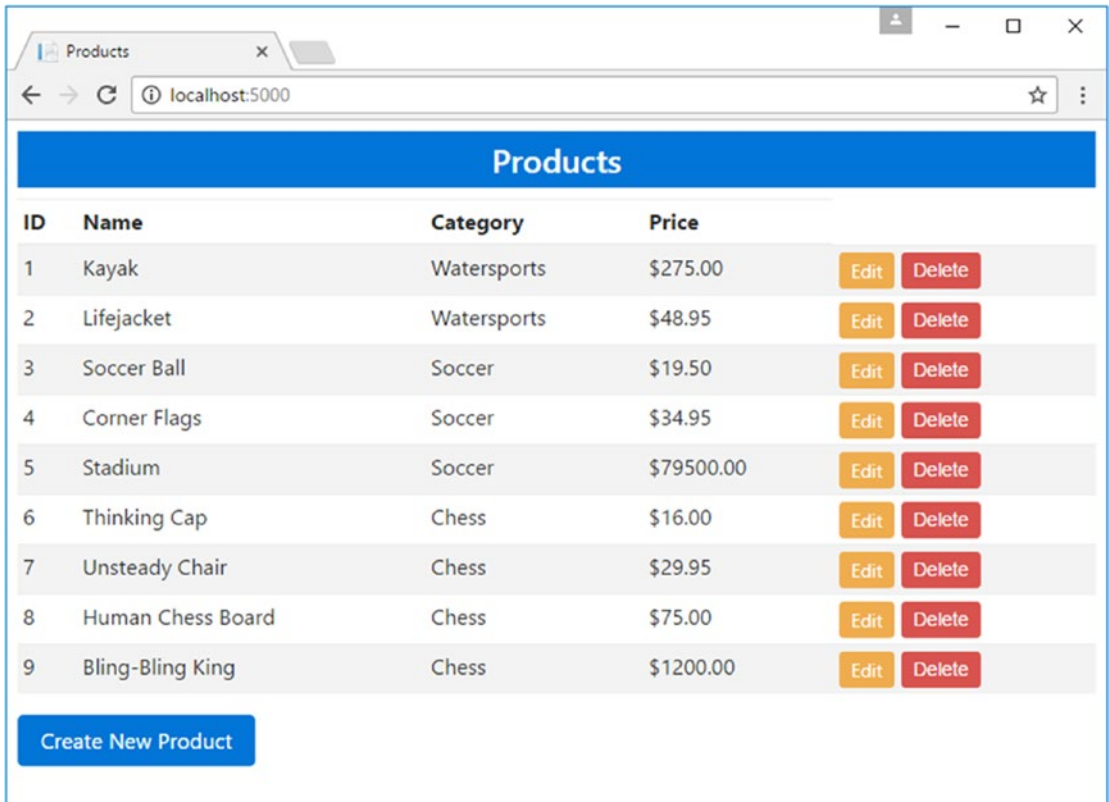 Products
localhost:5000
Products
ID Name Category Price
1 Kayak Watersports $275.00 Edit Delete
2 Lifejacket Watersports $48.95 Edit Delete
3 Soccer Ball Soccer $19.50 Edit Delete
4 Corner Flags Soccer $34.95 Edit Delete
5 Stadium Soccer $79500.00 Edit Delete
6 Thinking Cap Chess $16.00 Edit Delete
7 Unsteady Chair Chess $29.95 Edit Delete
8 Human Chess Board Chess $75.00 Edit Delete
9 Bling-Bling King Chess $1200.00 Edit Delete
Create New Product